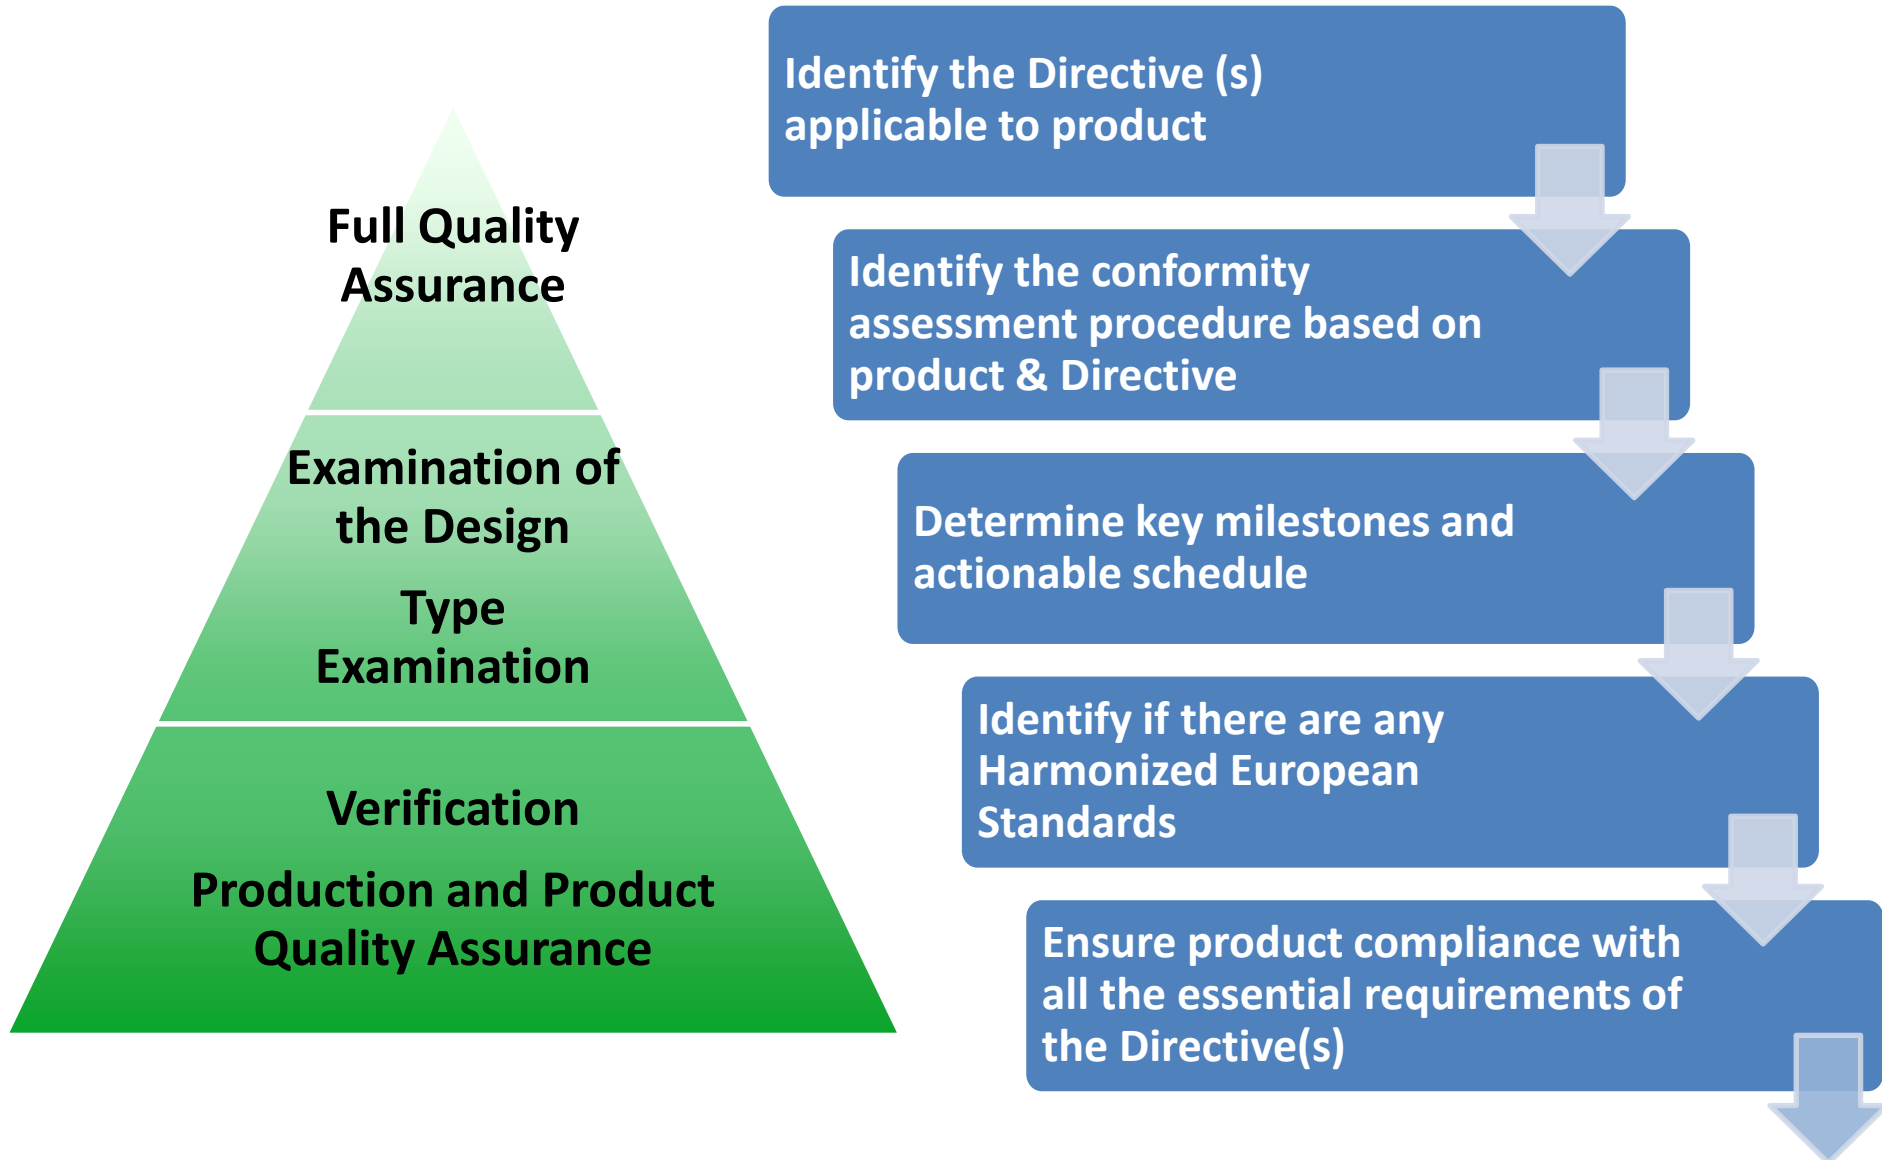 Full Quality
Assurance
Examination of
the Design
Type
Examination
Verification
Production and Product
Quality Assurance
Identify the Directive (s)
applicable to product
Identify the conformity
assessment procedure based on
product & Directive
Determine key milestones and
actionable schedule
Identify if there are any
Harmonized European
Standards
Ensure product compliance with
all the essential requirements of
the Directive(s)